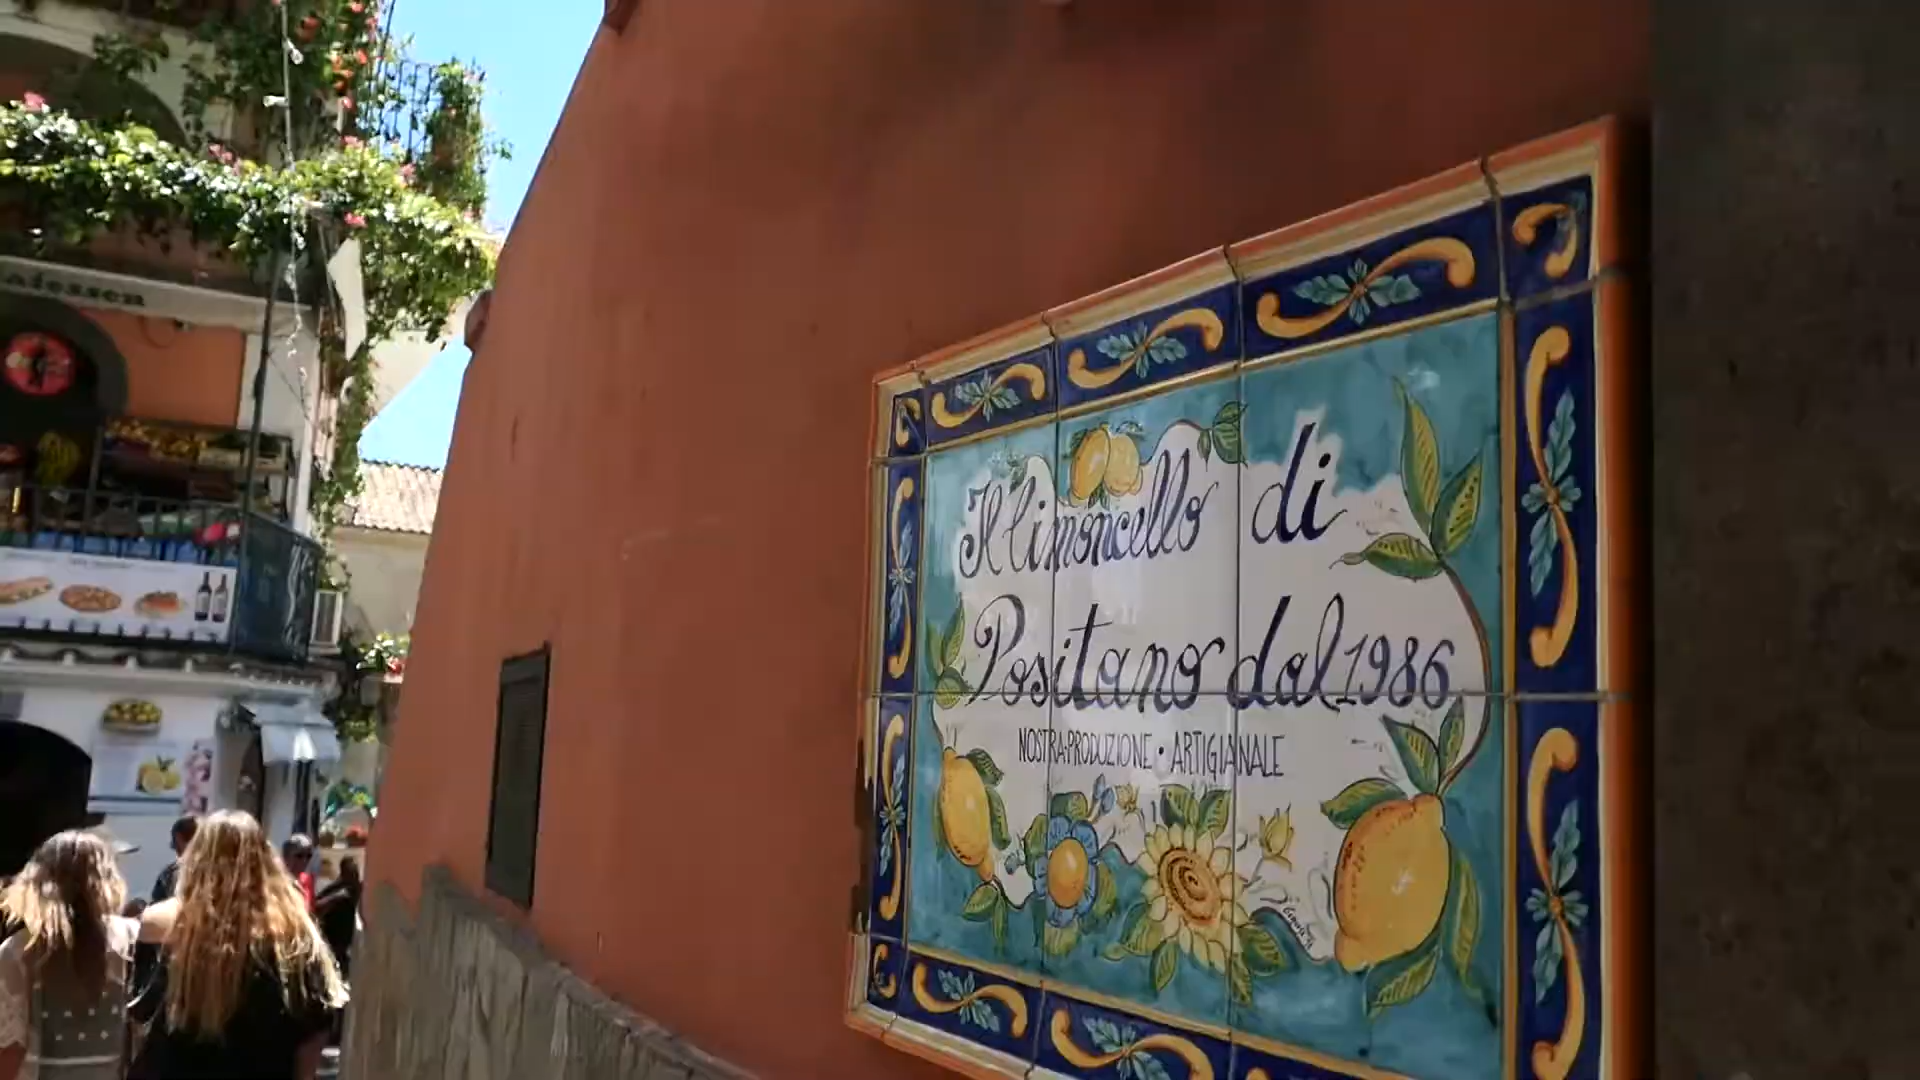 Il limoncello di
Positano dal 1986
NOSTRA PRODUZIONE • ARTIGIANALE